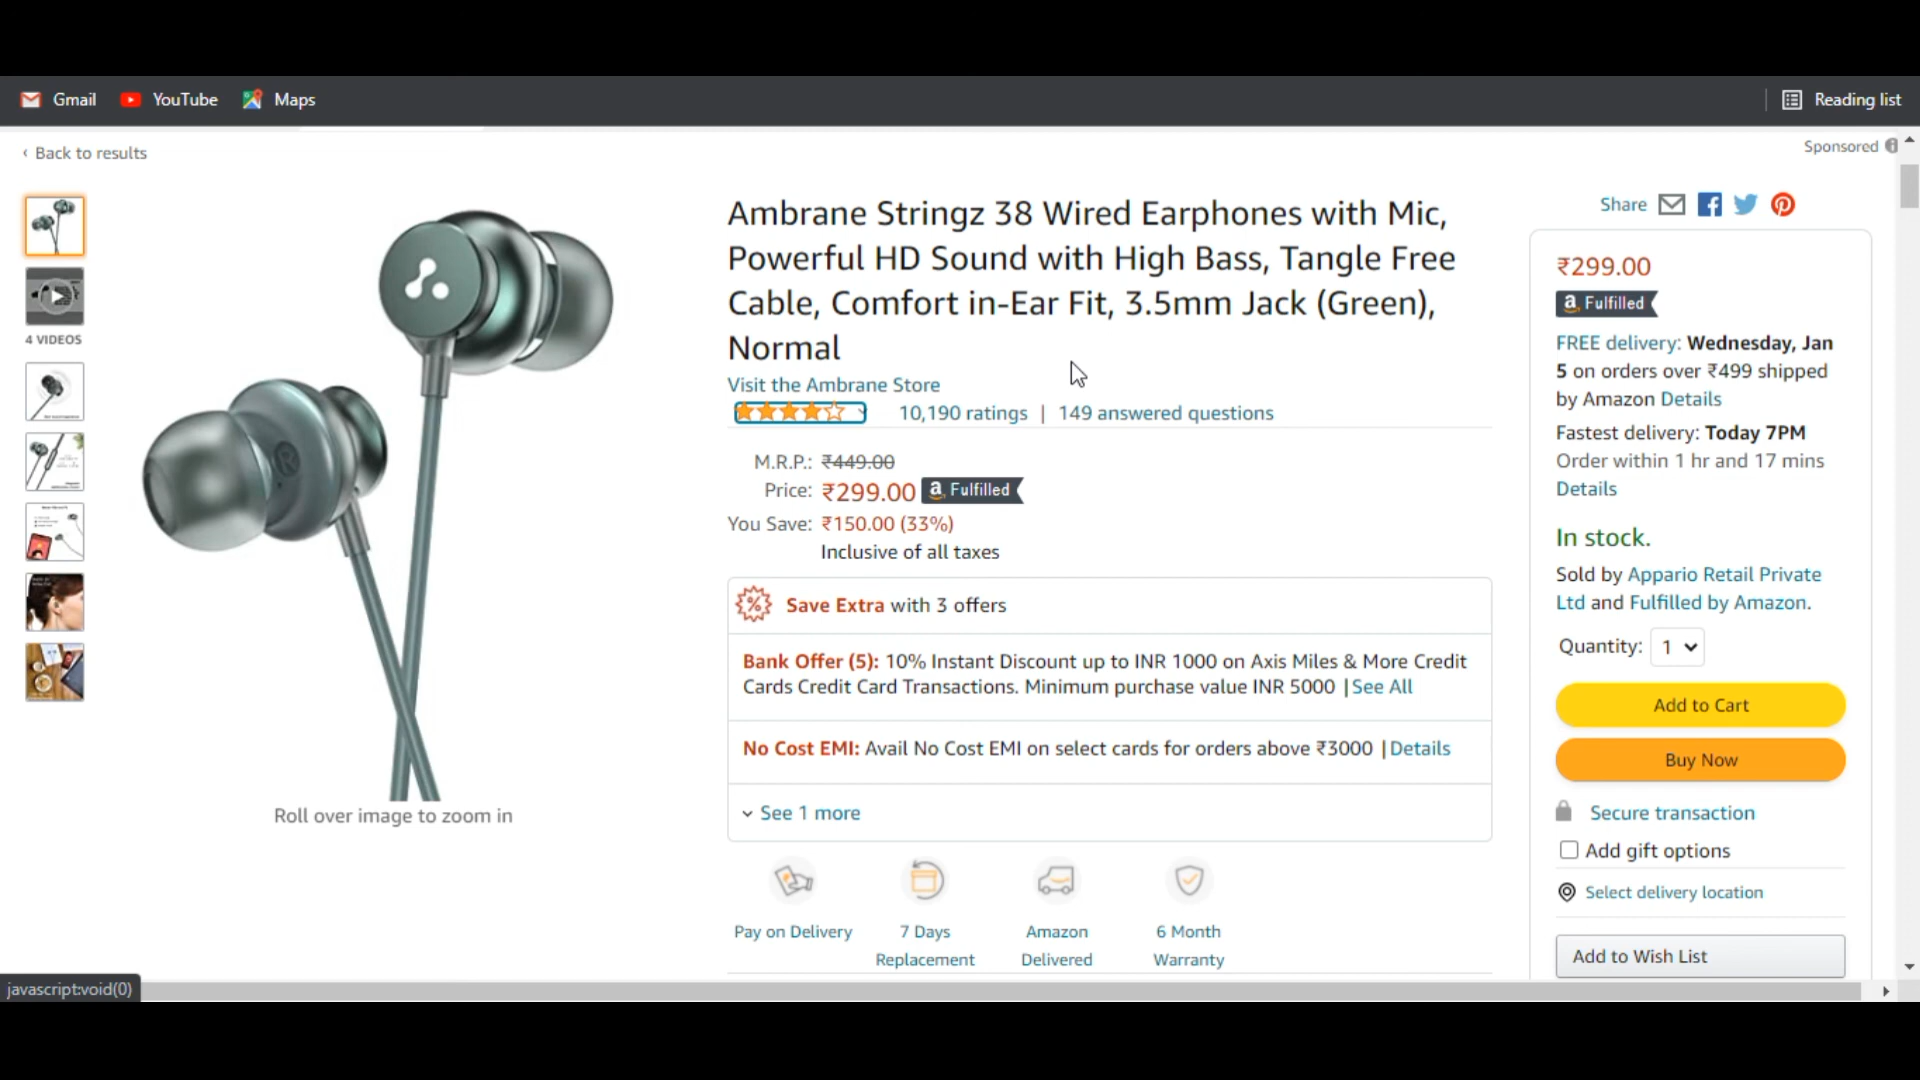 Gmail
YouTube
Maps
Reading list
‹ Back to results
Sponsored
4 VIDEOS
Roll over image to zoom in
Ambrane Stringz 38 Wired Earphones with Mic,
Powerful HD Sound with High Bass, Tangle Free
Cable, Comfort in-Ear Fit, 3.5mm Jack (Green),
Normal
Visit the Ambrane Store
10,190 ratings | 149 answered questions
M.R.P.: ₹449.00
Price: ₹299.00 a Fulfilled
You Save: ₹150.00 (33%)
Inclusive of all taxes
Save Extra with 3 offers
Bank Offer (5): 10% Instant Discount up to INR 1000 on Axis Miles & More Credit
Cards Credit Card Transactions. Minimum purchase value INR 5000 | See All
No Cost EMI: Avail No Cost EMI on select cards for orders above ₹3000 | Details
See 1 more
Pay on Delivery
7 Days
Replacement
Amazon
Delivered
6 Month
Warranty
Share
₹299.00
a Fulfilled
FREE delivery: Wednesday, Jan
5 on orders over ₹499 shipped
by Amazon Details
Fastest delivery: Today 7PM
Order within 1 hr and 17 mins
Details
In stock.
Sold by Appario Retail Private
Ltd and Fulfilled by Amazon.
Quantity: 1
Add to Cart
Buy Now
Secure transaction
Add gift options
Select delivery location
Add to Wish List
javascript:void(0)